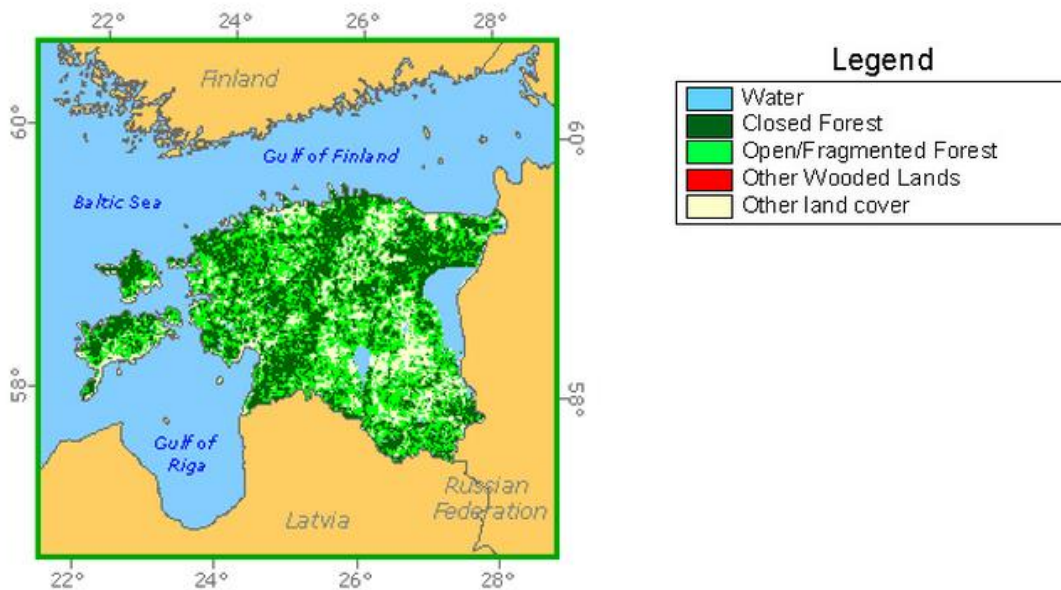 22° 24° 26° 28°
Finland
60°
60°
Gulf of Finland
Baltic Sea
58°
58°
Gulf of
Riga
Latvia
Russian
Federation
22° 24° 26° 28°
Legend
Water
Closed Forest
Open/Fragmented Forest
Other Wooded Lands
Other land cover